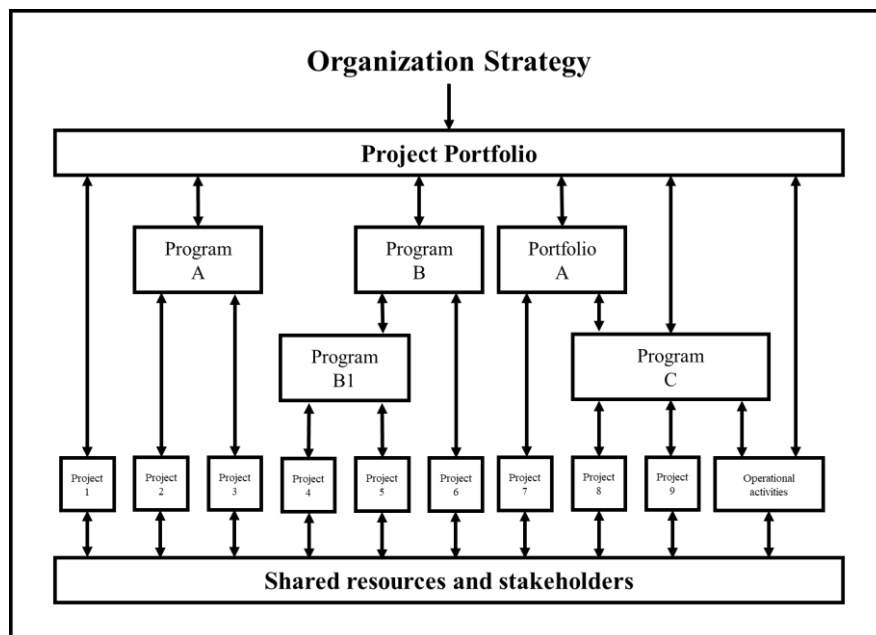 Organization Strategy
Project Portfolio
Program
A
Program
B
Portfolio
A
Program
B1
Program
C
Project
1
Project
2
Project
3
Project
4
Project
5
Project
6
Project
7
Project
8
Project
9
Operational
activities
Shared resources and stakeholders